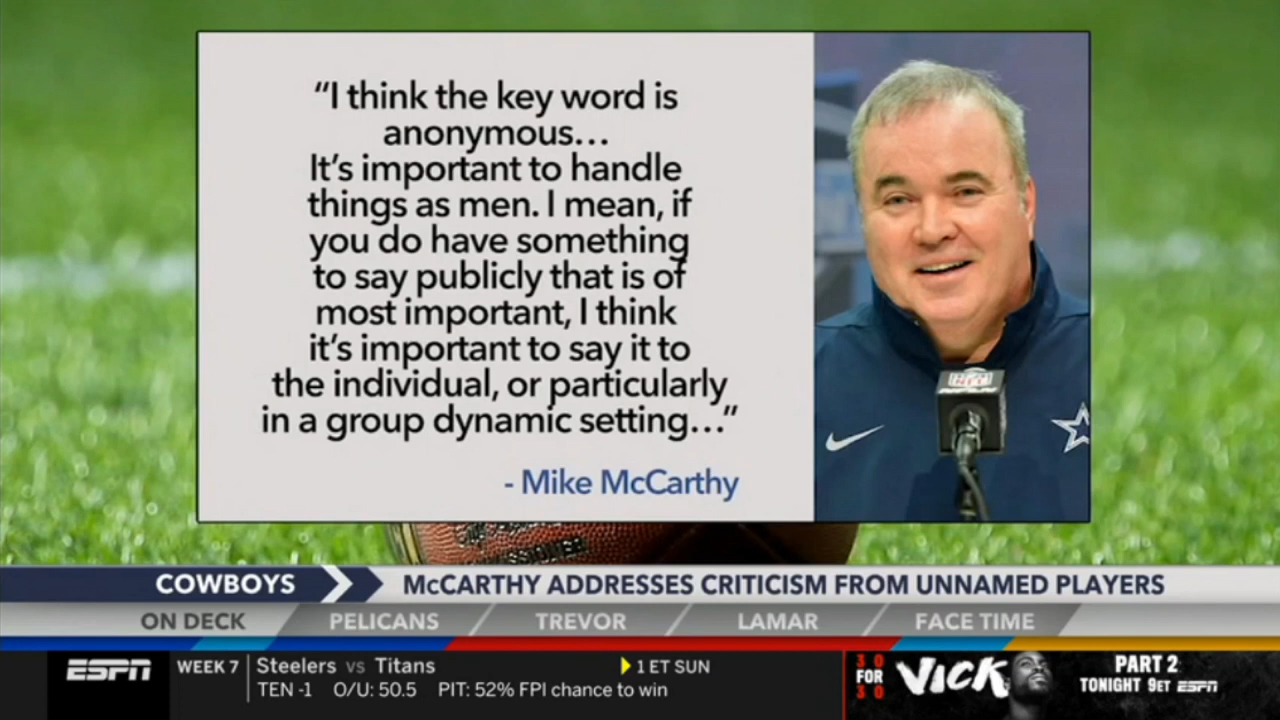 “I think the key word is
anonymous...
It’s important to handle
things as men. I mean, if
you do have something
to say publicly that is of
most important, I think
it’s important to say it to
the individual, or particularly
in a group dynamic setting...”
- Mike McCarthy
NFL
COWBOYS
McCARTHY ADDRESSES CRITICISM FROM UNNAMED PLAYERS
ON DECK PELICANS TREVOR LAMAR FACE TIME
ESPN
WEEK 7
Steelers vs Titans 1 ET SUN
TEN -1 O/U: 50.5 PIT: 52% FPI chance to win
30
FOR
30
VICK
PART 2
TONIGHT 9ET ESPN